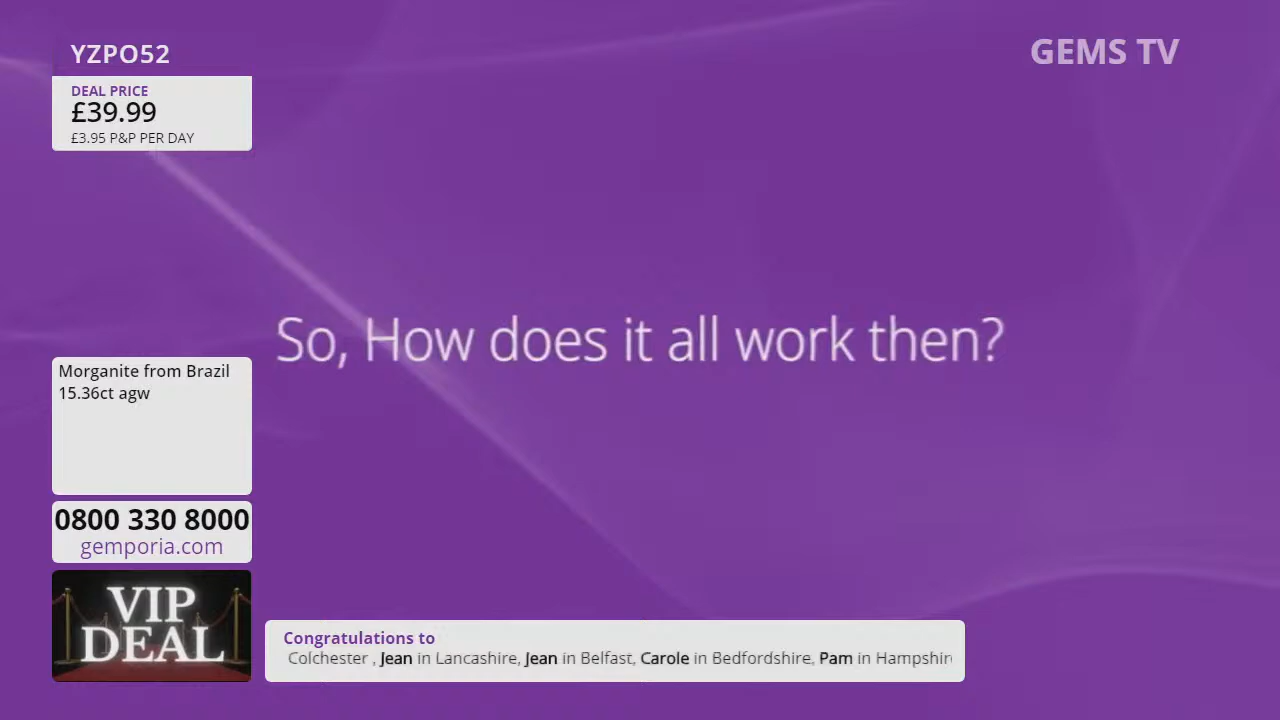 YZPO52
GEMS TV
DEAL PRICE
£39.99
£3.95 P&P PER DAY
So, How does it all work then?
Morganite from Brazil
15.36ct agw
0800 330 8000
gemporia.com
VIP
DEAL
Congratulations to
Colchester , Jean in Lancashire, Jean in Belfast, Carole in Bedfordshire, Pam in Hampshir